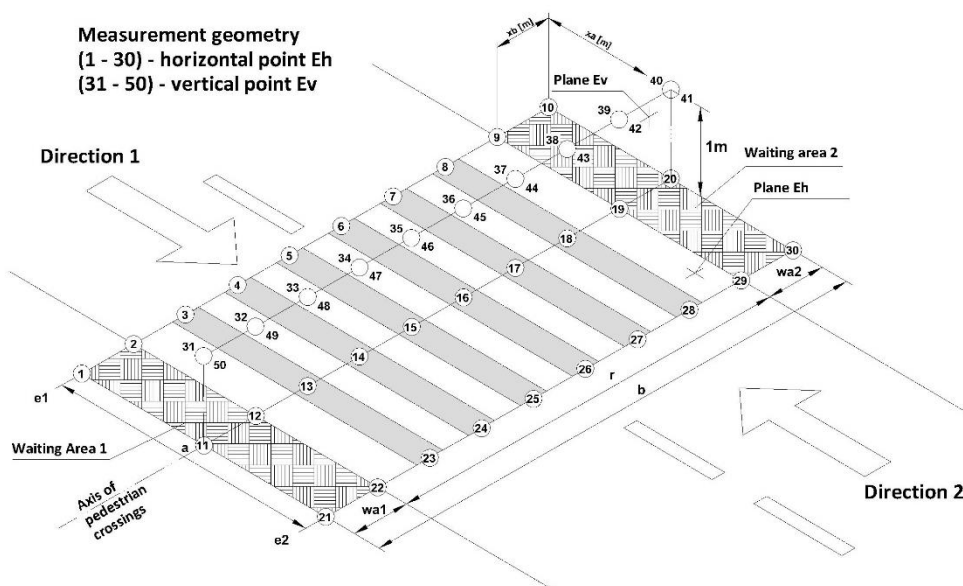 Measurement geometry
(1 - 30) - horizontal point Eh
(31 - 50) - vertical point Ev
xb [m]
xa [m]
40
Plane Ev
41
10
39
42
9
38
43
1m
Direction 1
8
37
44
20
Waiting area 2
7
36
45
19
Plane Eh
6
35
46
18
30
5
34
47
17
29
wa2
4
33
48
16
28
3
32
49
15
27
r
2
31
50
14
26
b
1
13
25
e1
12
24
Waiting Area 1
a
11
23
Direction 2
22
Axis of
pedestrian
crossings
21
wa1
e2